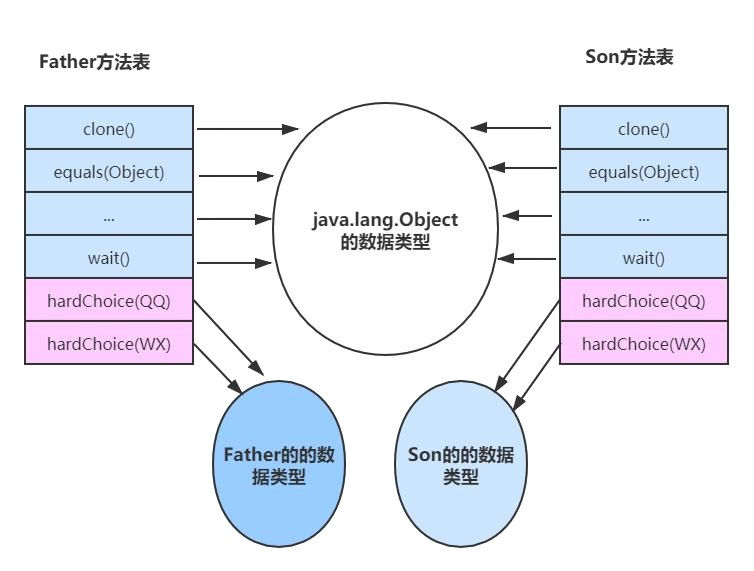 Father方法表
Son方法表
clone()
equals(Object)
...
wait()
hardChoice(QQ)
hardChoice(WX)
java.lang.Object
的数据类型
clone()
equals(Object)
...
wait()
hardChoice(QQ)
hardChoice(WX)
Father的的数
据类型
Son的的数据
类型